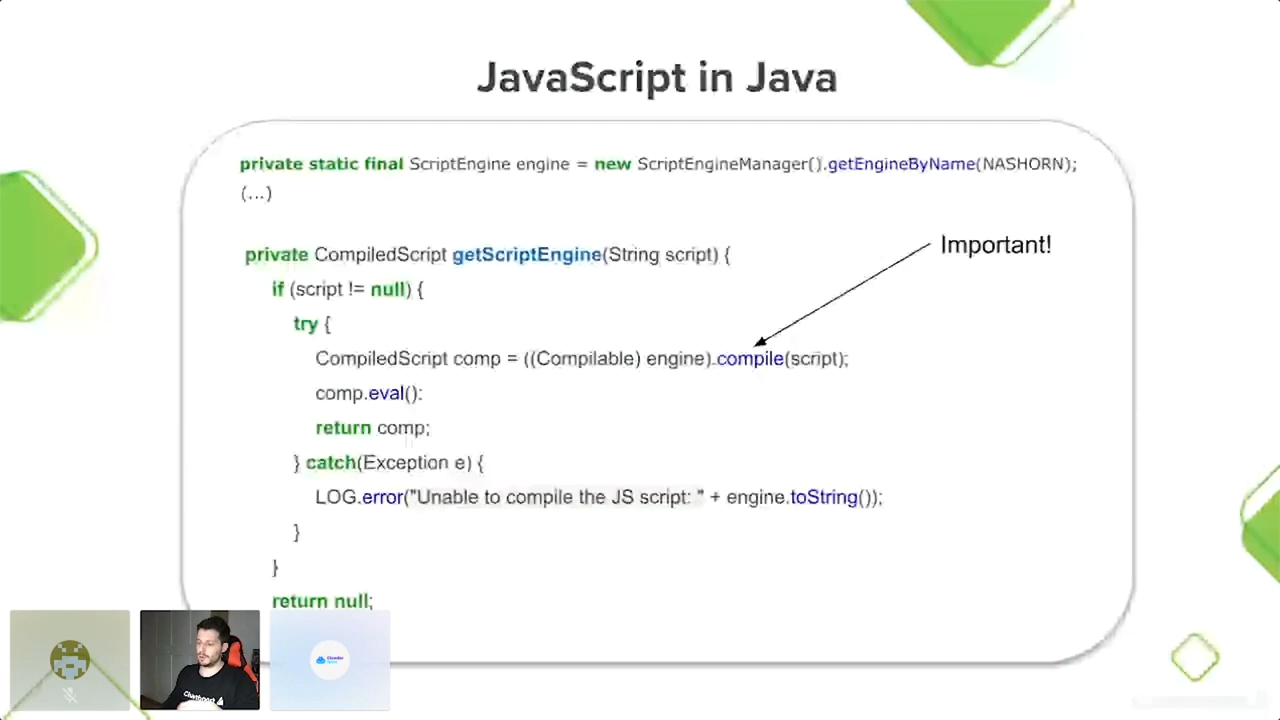 JavaScript in Java
private static final ScriptEngine engine = new ScriptEngineManager().getEngineByName(NASHORN);
(...)
Important!
private CompiledScript getScriptEngine(String script) {
if (script != null) {
try {
CompiledScript comp = ((Compilable) engine).compile(script);
comp.eval();
return comp;
} catch(Exception e) {
LOG.error("Unable to compile the JS script: " + engine.toString());
}
}
return null;
Chartboost